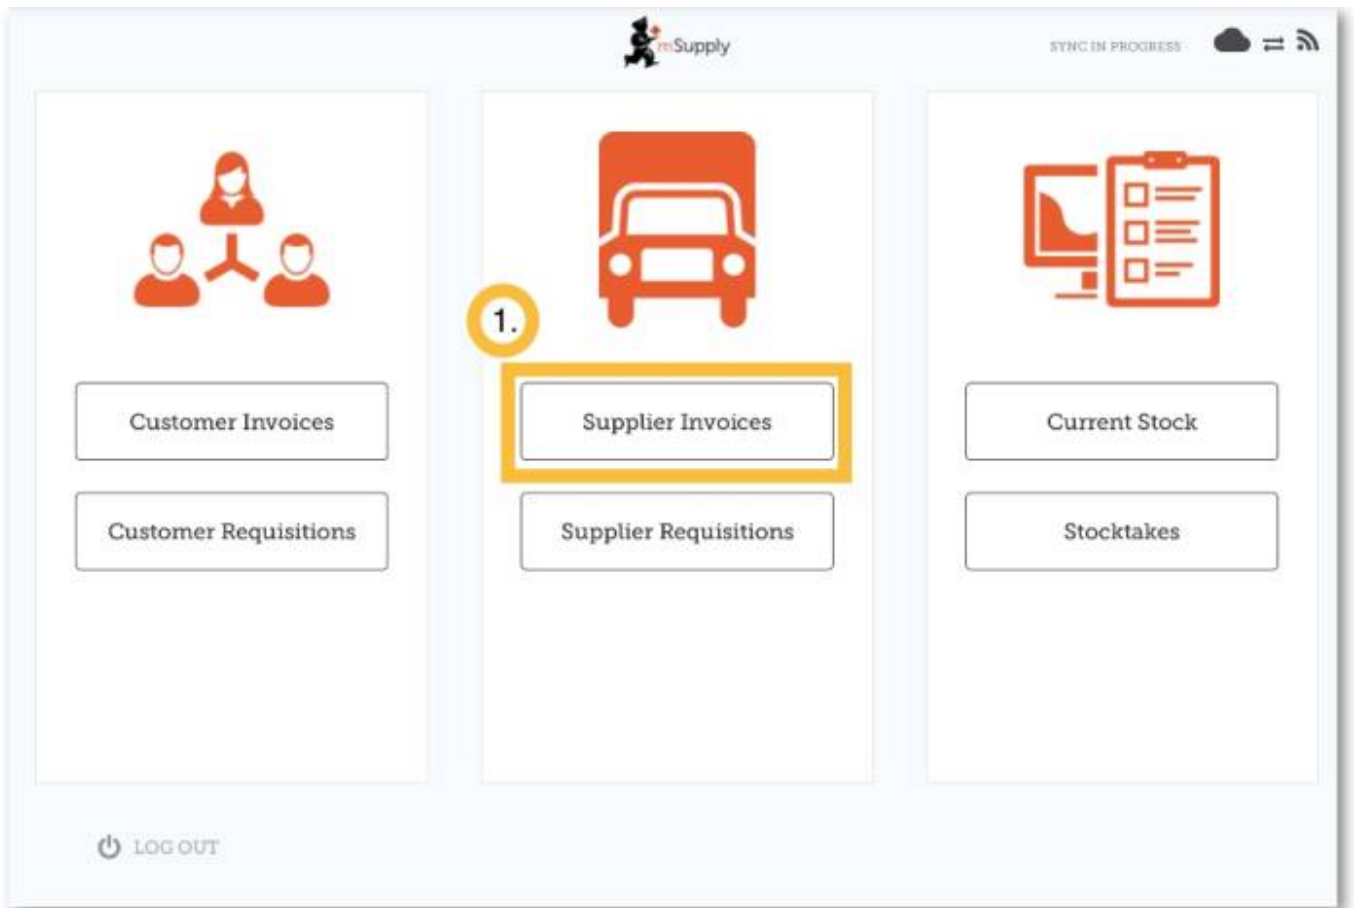 mSupply
SYNC IN PROGRESS
1.
Customer Invoices
Supplier Invoices
Current Stock
Customer Requisitions
Supplier Requisitions
Stocktakes
LOG OUT